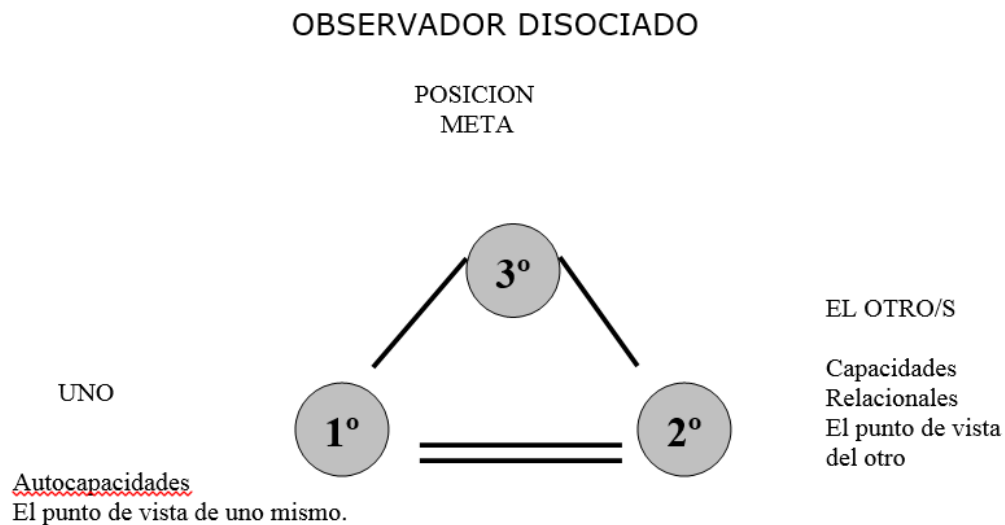 OBSERVADOR DISOCIADO
POSICION
META
3º
EL OTRO/S
Capacidades
Relacionales
El punto de vista
del otro
UNO
1º
2º
Autocapacidades
El punto de vista de uno mismo.